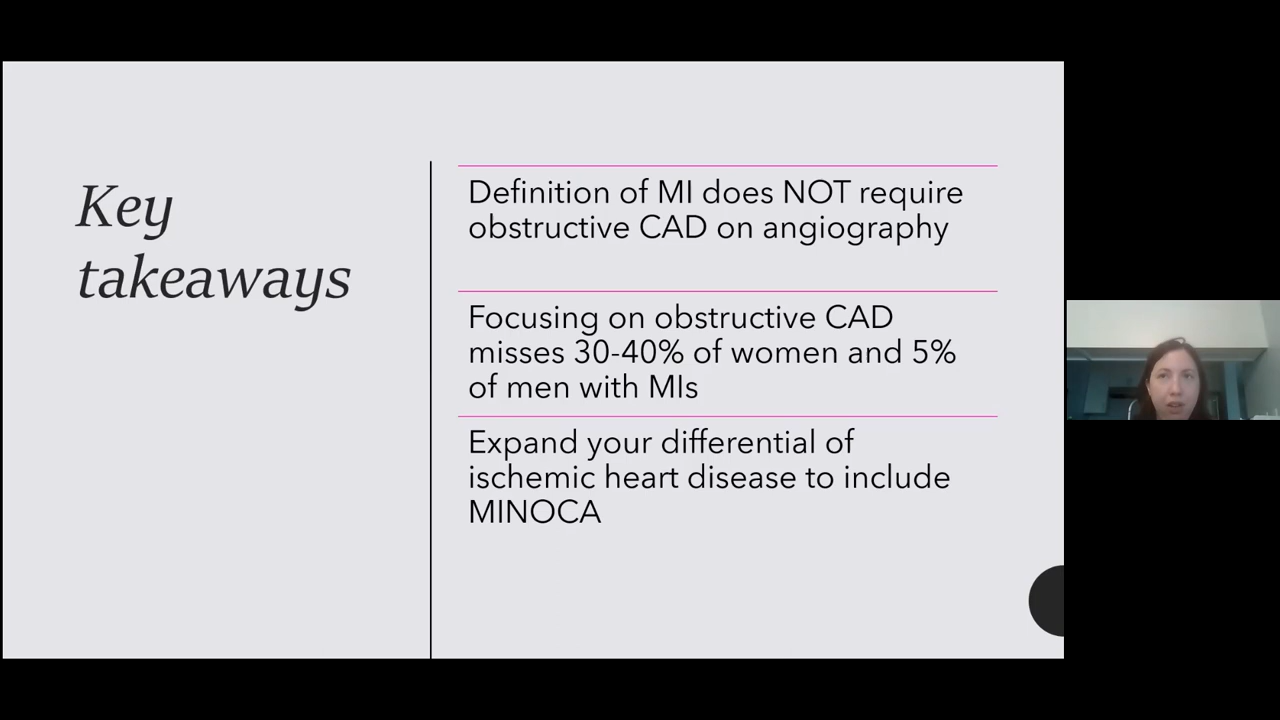 Key
takeaways
Definition of MI does NOT require
obstructive CAD on angiography
Focusing on obstructive CAD
misses 30-40% of women and 5%
of men with MIs
Expand your differential of
ischemic heart disease to include
MINOCA